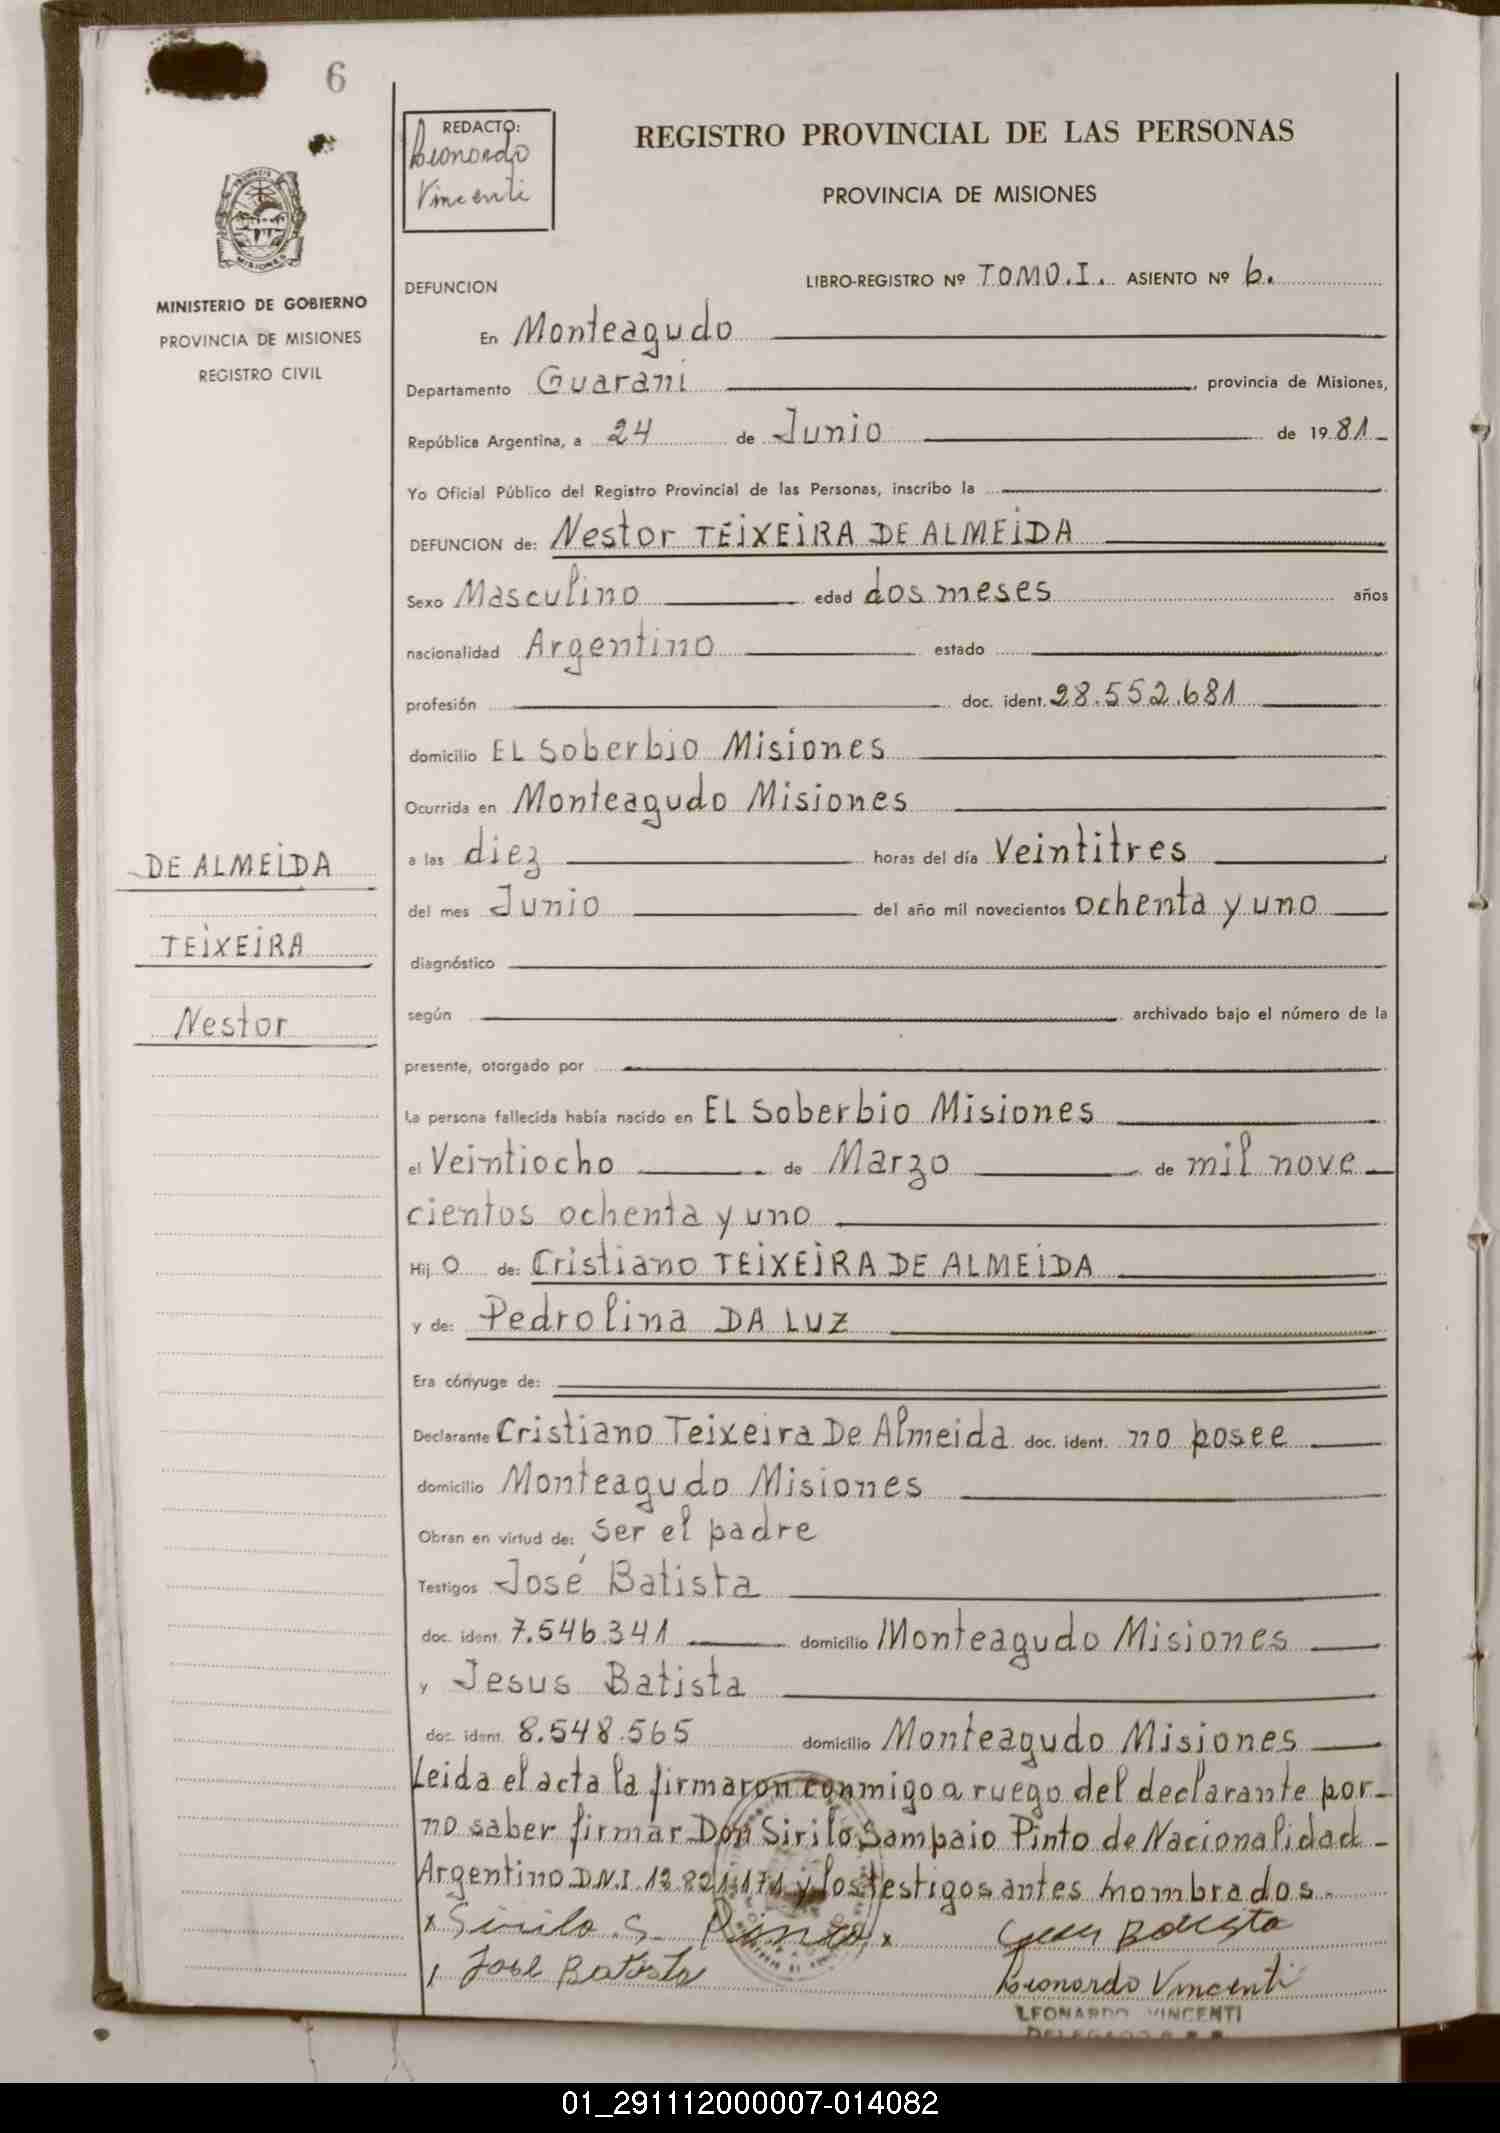 6
REDACTO:
Leonardo
Vincenti
REGISTRO PROVINCIAL DE LAS PERSONAS
PROVINCIA DE MISIONES
MISIONES
MINISTERIO DE GOBIERNO
PROVINCIA DE MISIONES
REGISTRO CIVIL
DEFUNCION
LIBRO-REGISTRO Nº TOMO.I. ASIENTO Nº 6.
En Monteagudo
Departamento Guarani, provincia de Misiones,
República Argentina, a 24 de Junio de 1981
Yo Oficial Público del Registro Provincial de las Personas, inscribo la
DEFUNCION de: Nestor TEIXEIRA DE ALMEIDA
Sexo Masculino edad dos meses años
nacionalidad Argentino estado
profesión doc. ident. 28.552.681
domicilio EL Soberbio Misiones
Ocurrida en Monteagudo Misiones
a las diez horas del día Veintitres
del mes Junio del año mil novecientos ochenta y uno
diagnóstico
según archivado bajo el número de la
presente, otorgado por
La persona fallecida había nacido en EL Soberbio Misiones
el Veintiocho de Marzo de mil nove
cientos ochenta y uno
Hij o de: Cristiano TEIXEIRA DE ALMEIDA
y de: Pedrolina DA LUZ
Era cónyuge de:
Declarante Cristiano Teixeira De Almeida doc. ident. no posee
domicilio Monteagudo Misiones
Obran en virtud de: ser el padre
Testigos José Batista
doc. ident. 7.546.341 domicilio Monteagudo Misiones
y Jesus Batista
doc. ident. 8.548.565 domicilio Monteagudo Misiones
Leida el acta la firmaron conmigo a ruego del declarante por
no saber firmar Don Sirilo Sampaio Pinto de Nacionalidad
Argentino D.N.I. y los testigos antes nombrados.
x Sirilo S. Pinto x Batista
José Batista Leonardo Vincenti
LEONARDO VINCENTI
DE ALMEIDA
TEIXEIRA
Nestor
01_291112000007-014082